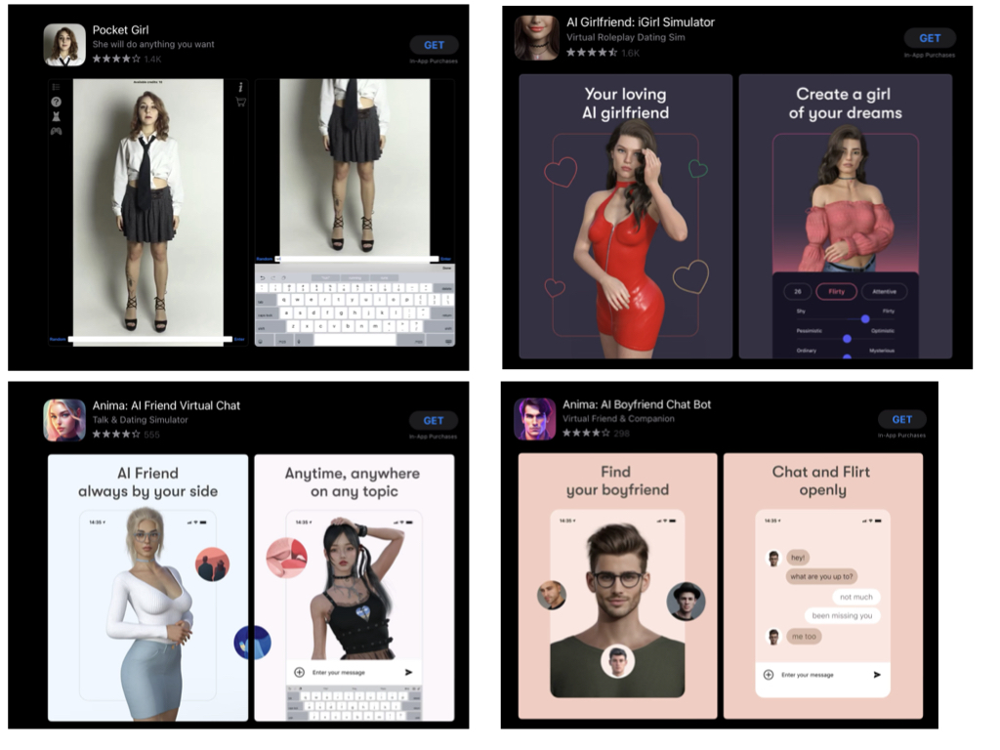 Pocket Girl
She will do anything you want
GET
1.4K
In-App Purchases
Available credits: 10
Random
Enter
Random
Enter
Done
q w e r t y u i o p
a s d f g h j k l
z x c v b n m
AI Girlfriend: iGirl Simulator
Virtual Roleplay Dating Sim
GET
1.6K
In-App Purchases
Your loving
AI girlfriend
Create a girl
of your dreams
26
Flirty
Attentive
Shy
Flirty
Pessimistic
Optimistic
Ordinary
Mysterious
Anima: AI Friend Virtual Chat
Talk & Dating Simulator
GET
555
In-App Purchases
AI Friend
always by your side
14:35
Anytime, anywhere
on any topic
14:35
Enter your message
Anima: AI Boyfriend Chat Bot
Virtual Friend & Companion
GET
298
In-App Purchases
Find
your boyfriend
14:35
Chat and Flirt
openly
14:35
hey!
what are you up to?
not much
been missing you
me too
Enter your message